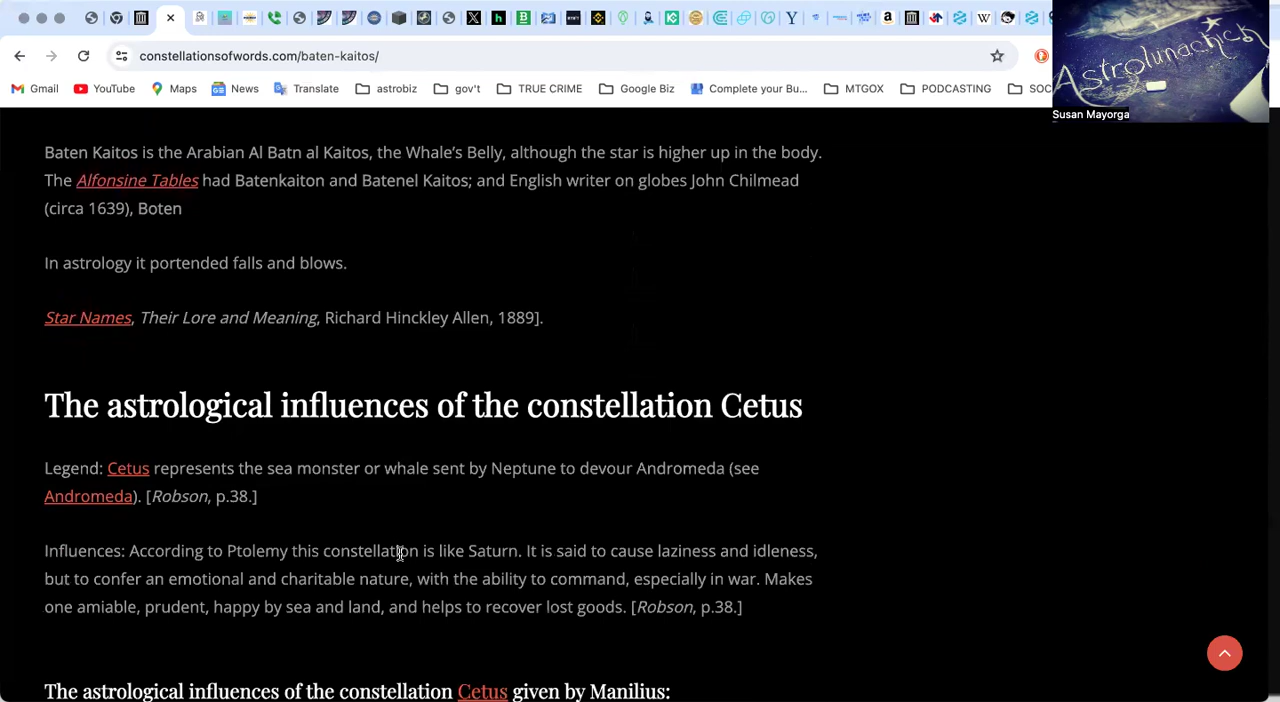 constellationsofwords.com/baten-kaitos/
Gmail YouTube Maps News Translate astrobiz gov't TRUE CRIME Google Biz Complete your Bu... MTGOX PODCASTING SOC
Astrolunachick
Susan Mayorga
Baten Kaitos is the Arabian Al Batn al Kaitos, the Whale's Belly, although the star is higher up in the body.
The Alfonsine Tables had Batenkaiton and Batenel Kaitos; and English writer on globes John Chilmead
(circa 1639), Boten
In astrology it portended falls and blows.
Star Names, Their Lore and Meaning, Richard Hinckley Allen, 1889].
The astrological influences of the constellation Cetus
Legend: Cetus represents the sea monster or whale sent by Neptune to devour Andromeda (see
Andromeda). [Robson, p.38.]
Influences: According to Ptolemy this constellation is like Saturn. It is said to cause laziness and idleness,
but to confer an emotional and charitable nature, with the ability to command, especially in war. Makes
one amiable, prudent, happy by sea and land, and helps to recover lost goods. [Robson, p.38.]
The astrological influences of the constellation Cetus given by Manilius: